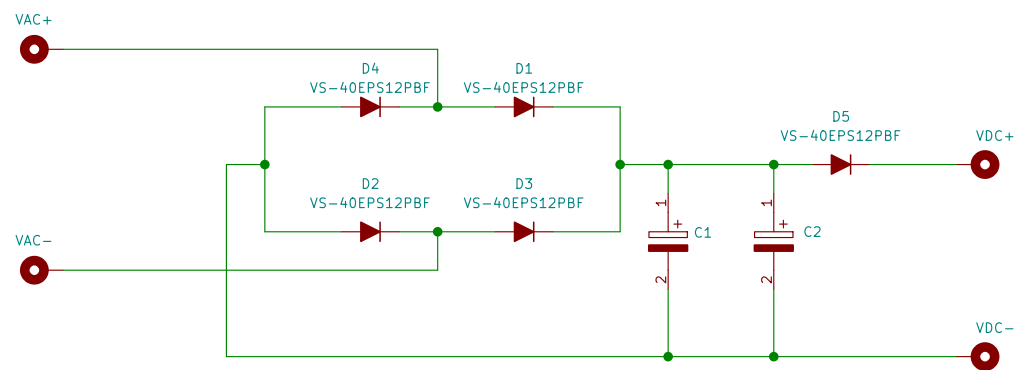 VAC+
D4
VS-40EPS12PBF
D1
VS-40EPS12PBF
D5
VS-40EPS12PBF
VDC+
D2
VS-40EPS12PBF
D3
VS-40EPS12PBF
1
+
C1
2
1
+
C2
2
VAC-
VDC-